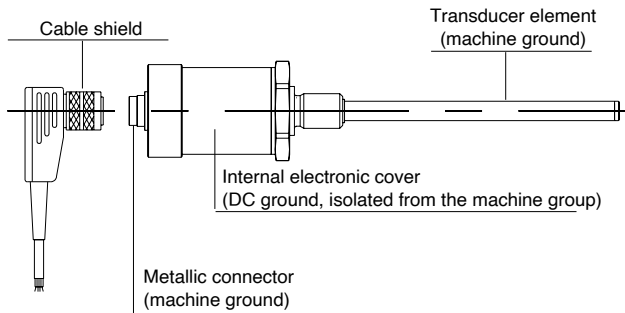 Cable shield
Transducer element
(machine ground)
Internal electronic cover
(DC ground, isolated from the machine group)
Metallic connector
(machine ground)